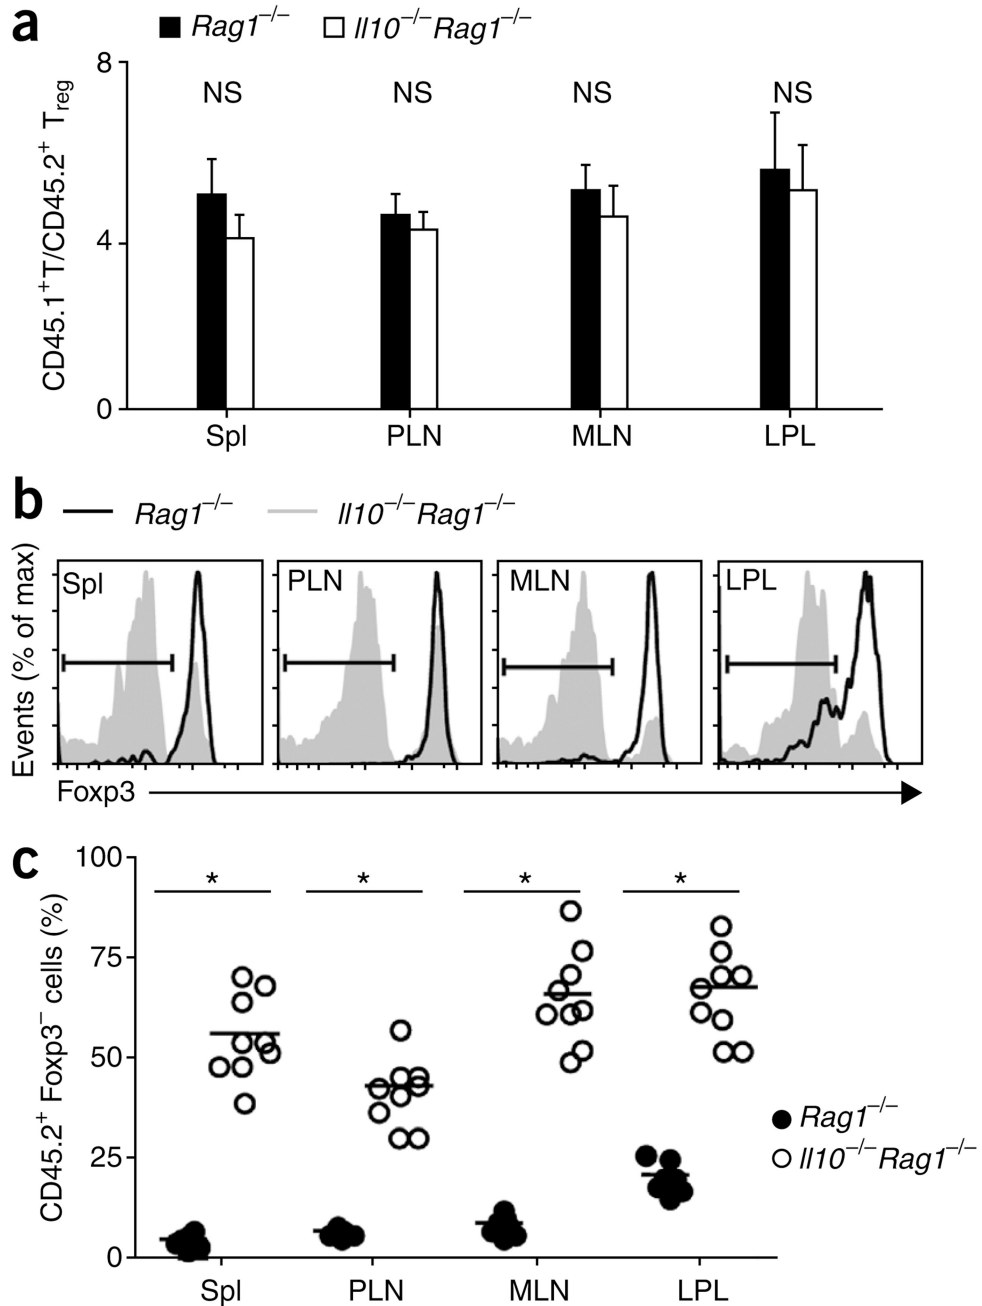 a
Rag1–/– Il10–/–Rag1–/–
CD45.1+T/CD45.2+ Treg
8
4
0
NS NS NS NS
Spl PLN MLN LPL
b
Rag1–/– Il10–/–Rag1–/–
Events (% of max)
Spl PLN MLN LPL
Foxp3
c
CD45.2+ Foxp3– cells (%)
100
75
50
25
0
* * * *
Rag1–/–
Il10–/–Rag1–/–
Spl PLN MLN LPL